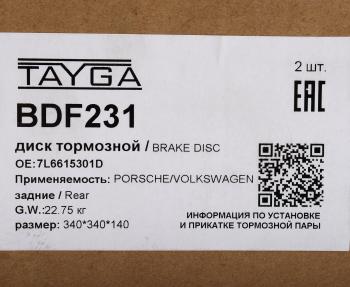 TAYGA
2 шт.
EAC
BDF231
диск тормозной / BRAKE DISC
OE:7L6615301D
Применяемость: PORSCHE/VOLKSWAGEN
задние / Rear
G.W.:22.75 кг
размер: 340*340*140
ИНФОРМАЦИЯ ПО УСТАНОВКЕ
И ПРИКАТКЕ ТОРМОЗНОЙ ПАРЫ